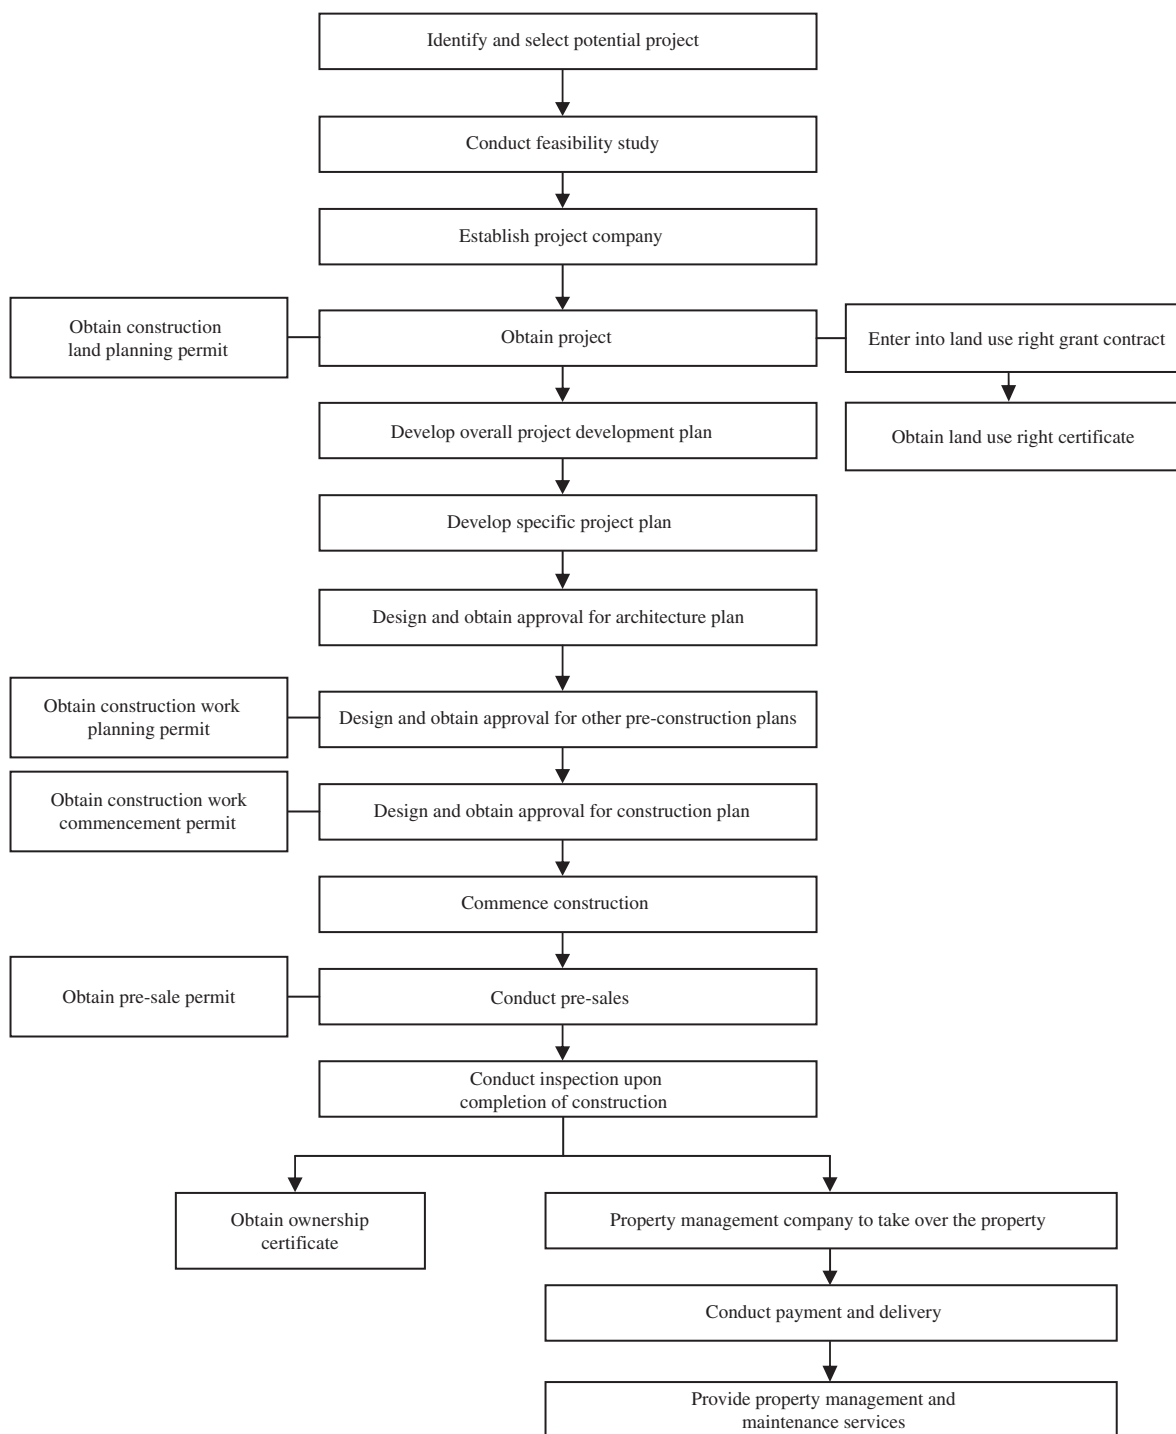 Identify and select potential project
Conduct feasibility study
Establish project company
Obtain construction
land planning permit
Obtain project
Enter into land use right grant contract
Develop overall project development plan
Obtain land use right certificate
Develop specific project plan
Design and obtain approval for architecture plan
Obtain construction work
planning permit
Design and obtain approval for other pre-construction plans
Obtain construction work
commencement permit
Design and obtain approval for construction plan
Commence construction
Obtain pre-sale permit
Conduct pre-sales
Conduct inspection upon
completion of construction
Obtain ownership
certificate
Property management company to take over the property
Conduct payment and delivery
Provide property management and
maintenance services